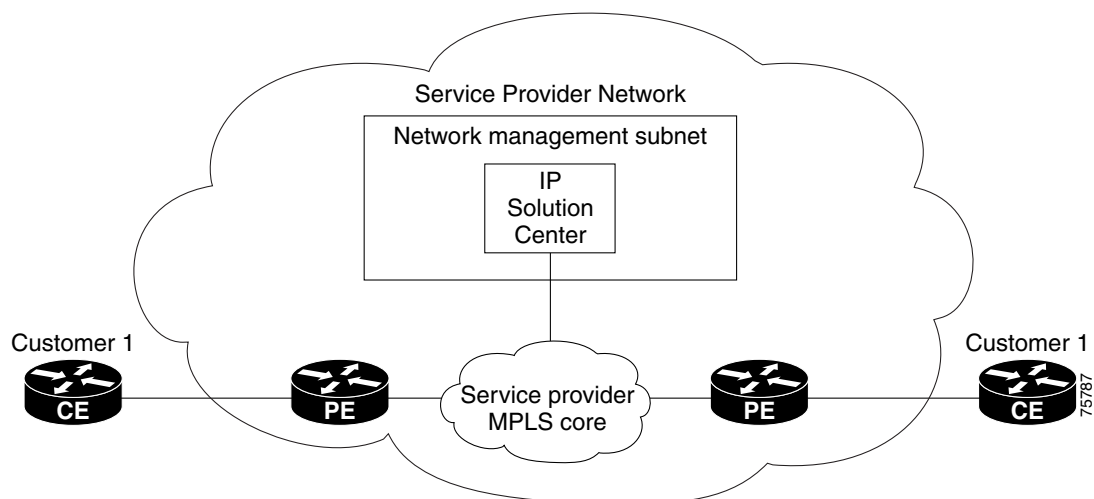 Service Provider Network
Network management subnet
IP
Solution
Center
Customer 1
Customer 1
CE
PE
Service provider
MPLS core
PE
CE
75787